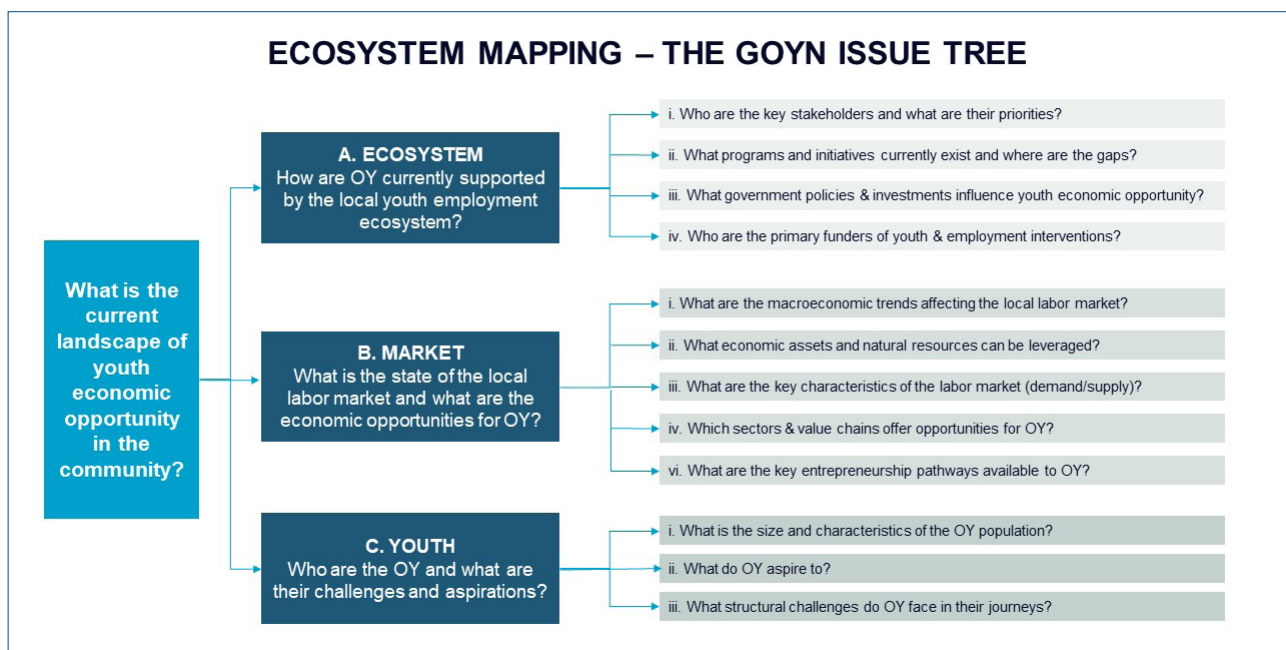 ECOSYSTEM MAPPING – THE GOYN ISSUE TREE
What is the
current
landscape of
youth
economic
opportunity
in the
community?
A. ECOSYSTEM
How are OY currently supported
by the local youth employment
ecosystem?
i. Who are the key stakeholders and what are their priorities?
ii. What programs and initiatives currently exist and where are the gaps?
iii. What government policies & investments influence youth economic opportunity?
iv. Who are the primary funders of youth & employment interventions?
B. MARKET
What is the state of the local
labor market and what are the
economic opportunities for OY?
i. What are the macroeconomic trends affecting the local labor market?
ii. What economic assets and natural resources can be leveraged?
iii. What are the key characteristics of the labor market (demand/supply)?
iv. Which sectors & value chains offer opportunities for OY?
vi. What are the key entrepreneurship pathways available to OY?
C. YOUTH
Who are the OY and what are
their challenges and aspirations?
i. What is the size and characteristics of the OY population?
ii. What do OY aspire to?
iii. What structural challenges do OY face in their journeys?